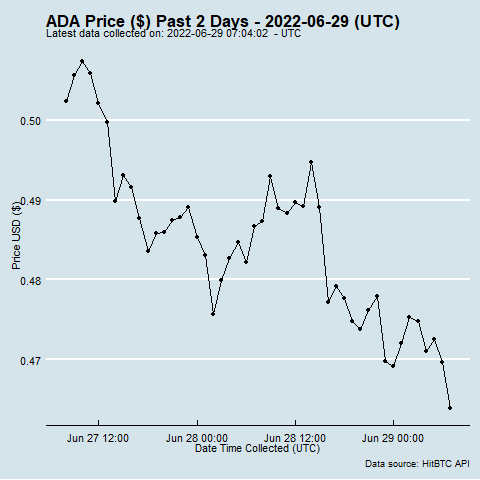 ADA Price ($) Past 2 Days - 2022-06-29 (UTC)
Latest data collected on: 2022-06-29 07:04:02 - UTC
0.50
0.49
0.48
0.47
Price USD ($)
Jun 27 12:00 Jun 28 00:00 Jun 28 12:00 Jun 29 00:00
Date Time Collected (UTC)
Data source: HitBTC API